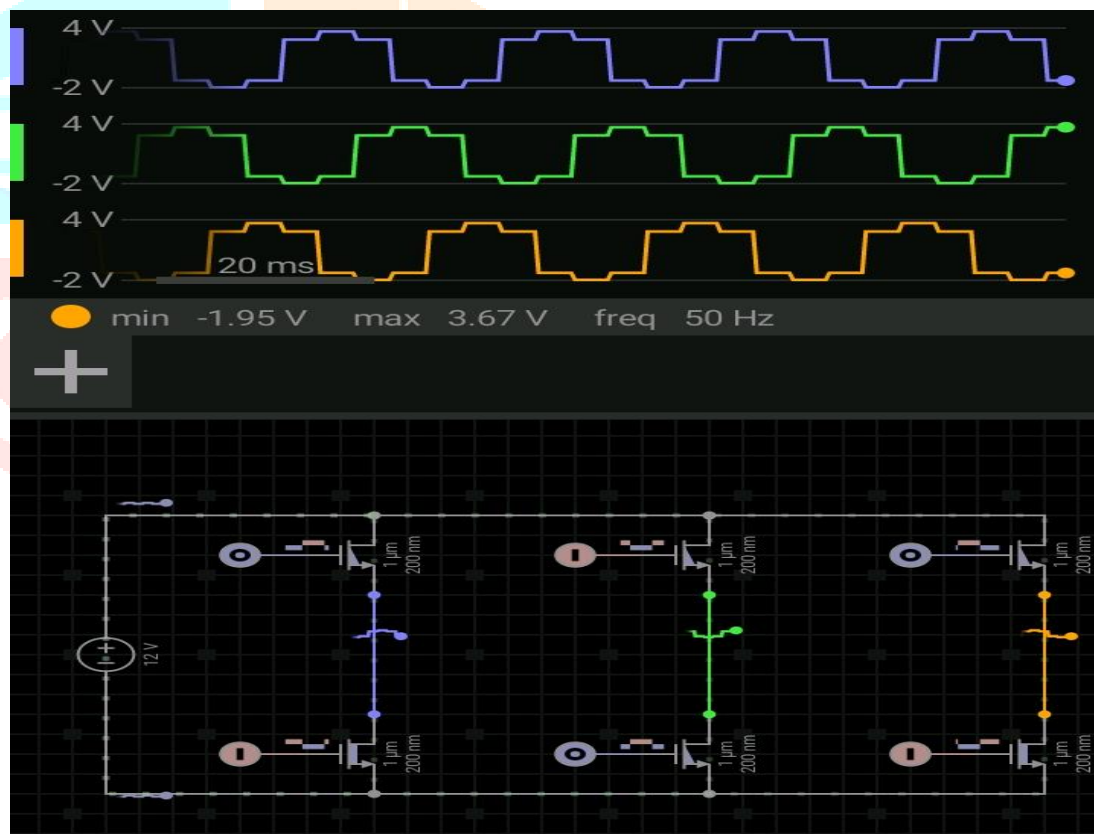 4 V
-2 V
4 V
-2 V
4 V
20 ms
-2 V
min -1.95 V max 3.67 V freq 50 Hz
1 µm
200 nm
1 µm
200 nm
1 µm
200 nm
12 V
1 µm
200 nm
1 µm
200 nm
1 µm
200 nm